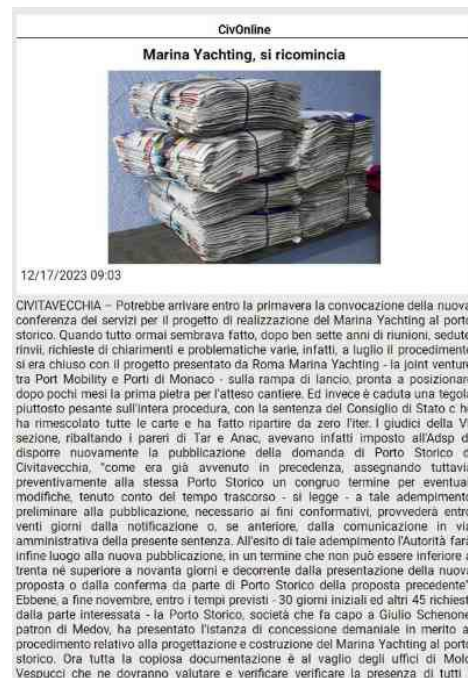 CivOnline
Marina Yachting, si ricomincia
12/17/2023 09:03
CIVITAVECCHIA – Potrebbe arrivare entro la primavera la convocazione della nuova
conferenza dei servizi per il progetto di realizzazione del Marina Yachting al porto
storico. Quando tutto ormai sembrava fatto, dopo ben sette anni di riunioni, sedute
rinvii, richieste di chiarimenti e problematiche varie, infatti, a luglio il procedimento
si era chiuso con il progetto presentato da Roma Marina Yachting - la joint venture
tra Port Mobility e Porti di Monaco - sulla rampa di lancio, pronta a posizionar
dopo pochi mesi la prima pietra per l'atteso cantiere. Ed invece è caduta una tegola
piuttosto pesante sull'intera procedura, con la sentenza del Consiglio di Stato c h
ha rimescolato tutte le carte e ha fatto ripartire da zero l'iter. I giudici della VI
sezione, ribaltando i pareri di Tar e Anac, avevano infatti imposto all'Adsp d
disporre nuovamente la pubblicazione della domanda di Porto Storico d
Civitavecchia, "come era già avvenuto in precedenza, assegnando tuttavia
preventivamente alla stessa Porto Storico un congruo termine per eventual
modifiche, tenuto conto del tempo trascorso - si legge - a tale adempimento
preliminare alla pubblicazione, necessario ai fini conformativi, provvederà entro
venti giorni dalla notificazione o, se anteriore, dalla comunicazione in via
amministrativa della presente sentenza. All'esito di tale adempimento l'Autorità farà
infine luogo alla nuova pubblicazione, in un termine che non può essere inferiore a
trenta né superiore a novanta giorni e decorrente dalla presentazione della nuova
proposta o dalla conferma da parte di Porto Storico della proposta precedente"
Ebbene, a fine novembre, entro i tempi previsti - 30 giorni iniziali ed altri 45 richiest
dalla parte interessata - la Porto Storico, società che fa capo a Giulio Schenone
patron di Medov, ha presentato l'istanza di concessione demaniale in merito a
procedimento relativo alla progettazione e costruzione del Marina Yachting al porto
storico. Ora tutta la copiosa documentazione è al vaglio degli uffici di Molo
Vespucci che ne dovranno valutare e verificare verificare la presenza di tutti i